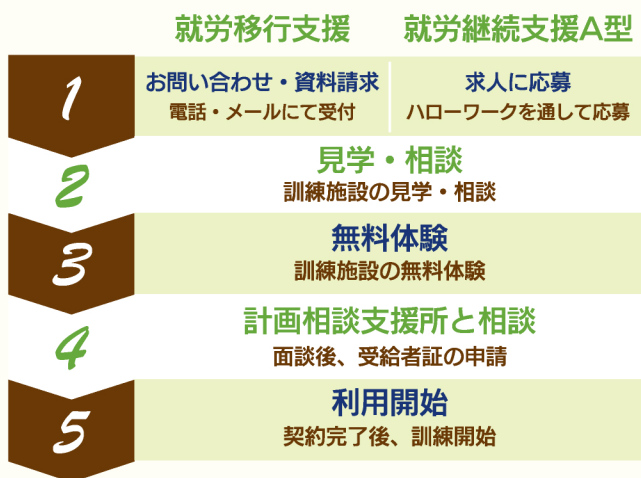 就労移行支援 就労継続支援A型
1
お問い合わせ・資料請求 求人に応募
電話・メールにて受付 ハローワークを通して応募
2
見学・相談
訓練施設の見学・相談
3
無料体験
訓練施設の無料体験
4
計画相談支援所と相談
面談後、受給者証の申請
5
利用開始
契約完了後、訓練開始